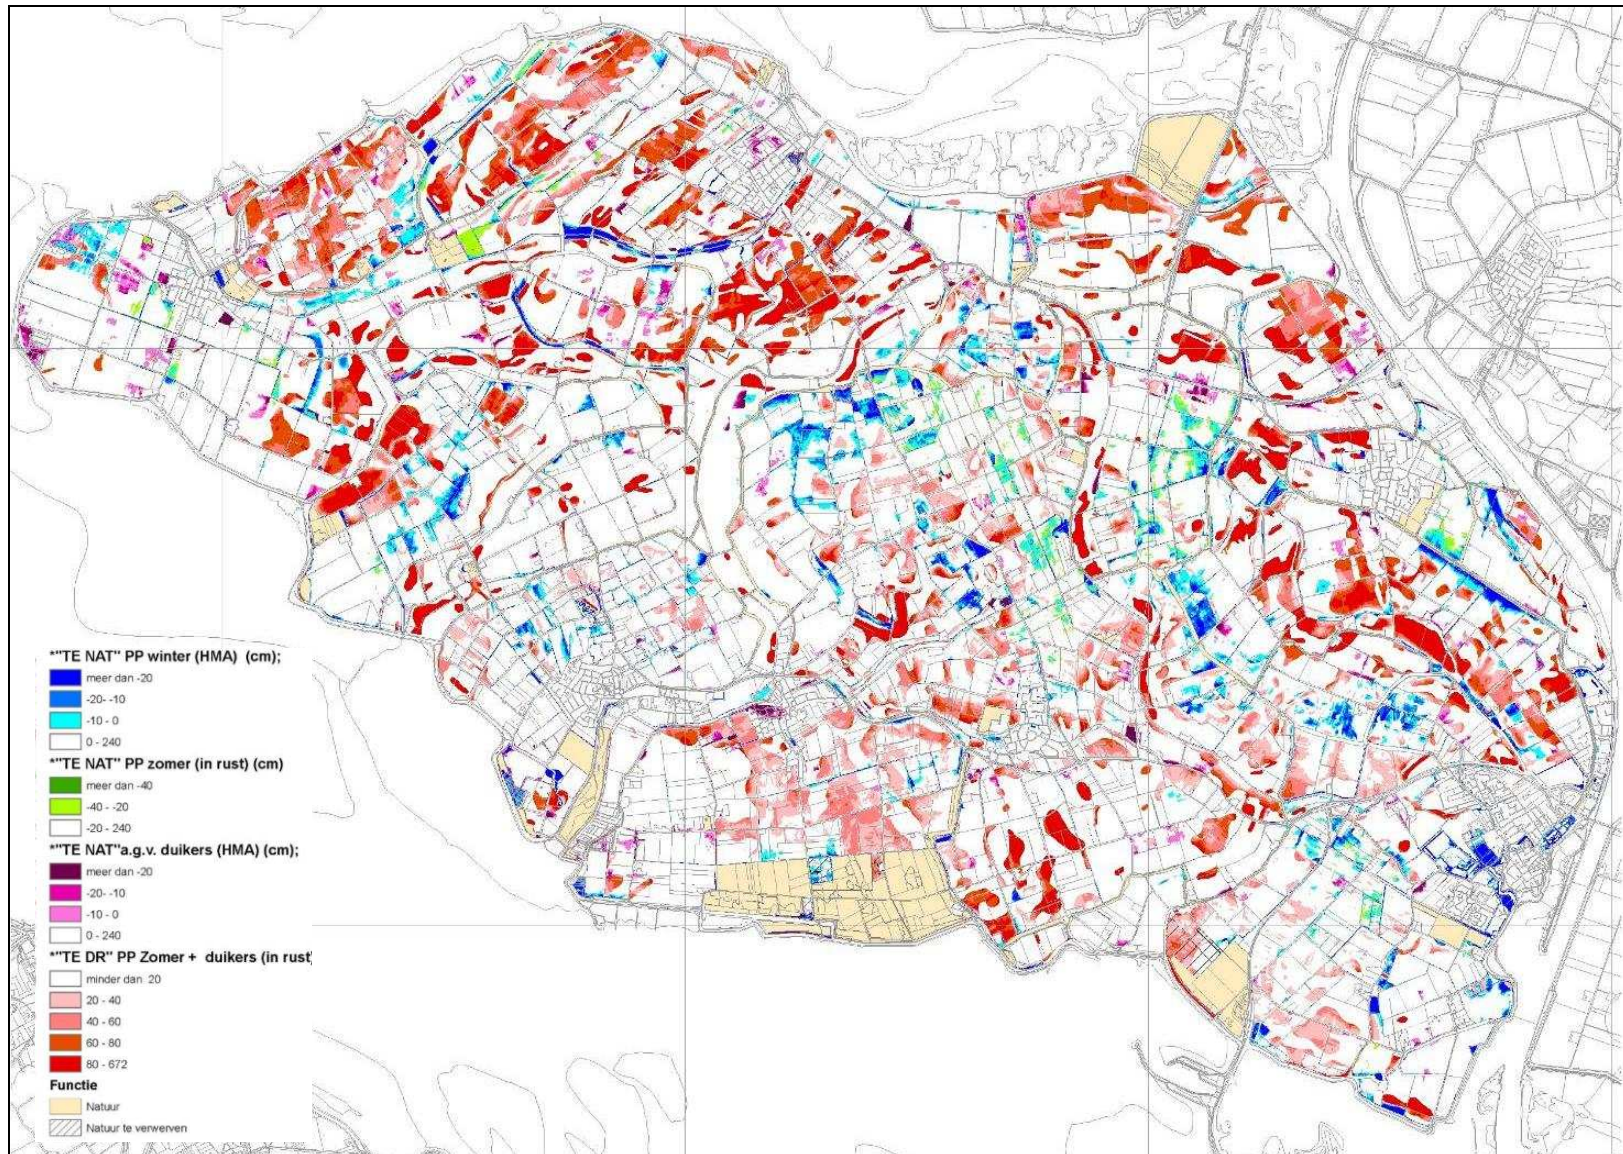 *"TE NAT" PP winter (HMA) (cm);
meer dan -20
-20--10
-10 - 0
0 - 240
*"TE NAT" PP zomer (in rust) (cm)
meer dan -40
-40 - -20
-20 - 240
*"TE NAT"a.g.v. duikers (HMA) (cm);
meer dan -20
-20--10
-10 - 0
0 - 240
*"TE DR" PP Zomer + duikers (in rust
minder dan 20
20 - 40
40 - 60
60 - 80
80 - 672
Functie
Natuur
Natuur te verwerven